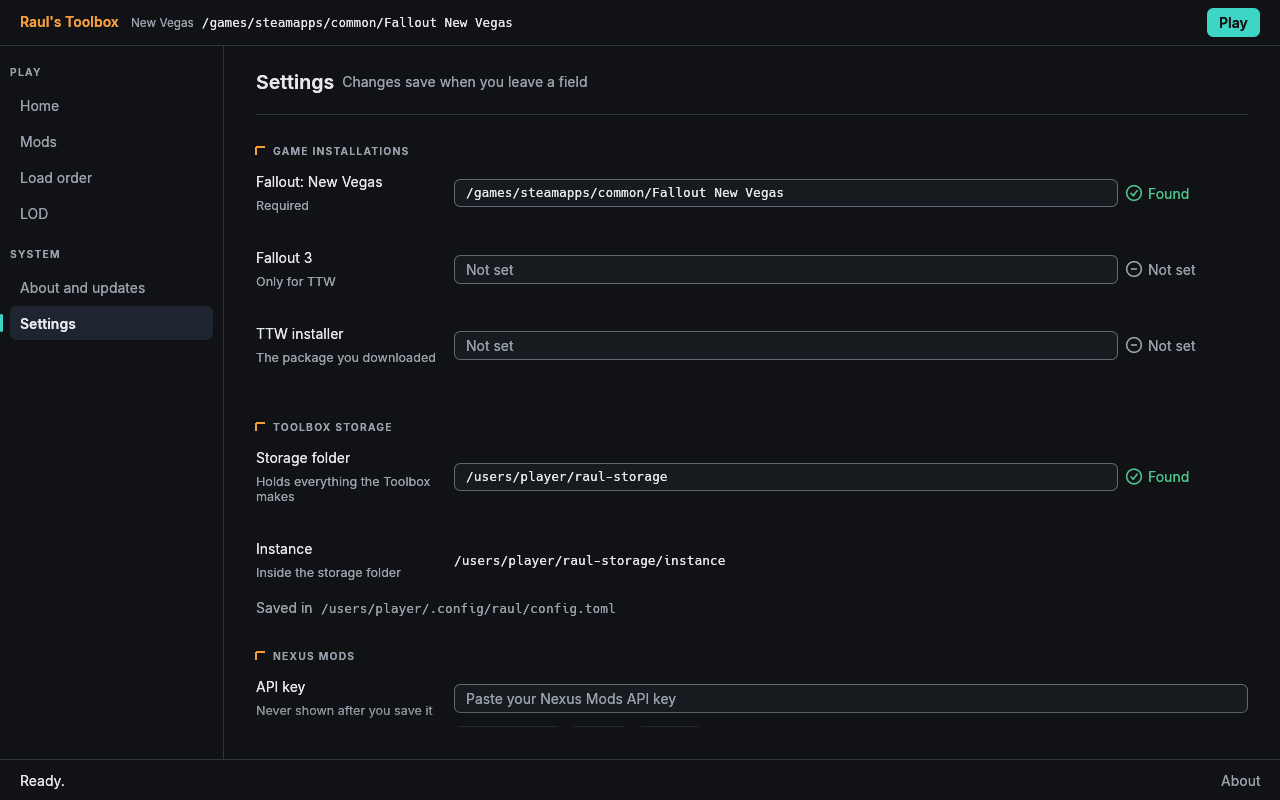 Raul's Toolbox New Vegas /games/steamapps/common/Fallout New Vegas Play
PLAY
Home
Mods
Load order
LOD
SYSTEM
About and updates
Settings
Settings Changes save when you leave a field
GAME INSTALLATIONS
Fallout: New Vegas
Required
/games/steamapps/common/Fallout New Vegas Found
Fallout 3
Only for TTW
Not set Not set
TTW installer
The package you downloaded
Not set Not set
TOOLBOX STORAGE
Storage folder
Holds everything the Toolbox
makes
/users/player/raul-storage Found
Instance
Inside the storage folder
/users/player/raul-storage/instance
Saved in /users/player/.config/raul/config.toml
NEXUS MODS
API key
Never shown after you save it
Paste your Nexus Mods API key
Ready. About